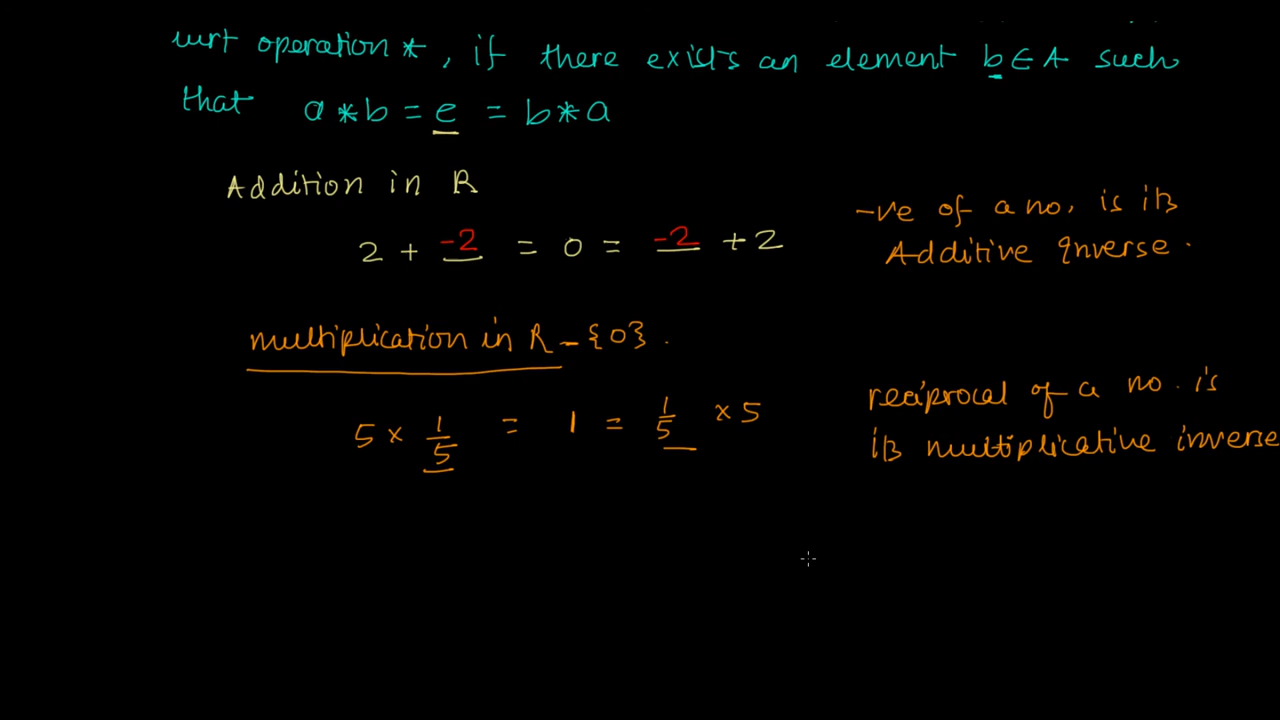 wrt operation *, if there exists an element b ∈ A such
that a * b = e = b * a
Addition in R
2 + -2 = 0 = -2 + 2
-ve of a no. is its
Additive Inverse.
multiplication in R - {0}.
5 × 1/5 = 1 = 1/5 × 5
reciprocal of a no. is
its multiplicative inverse